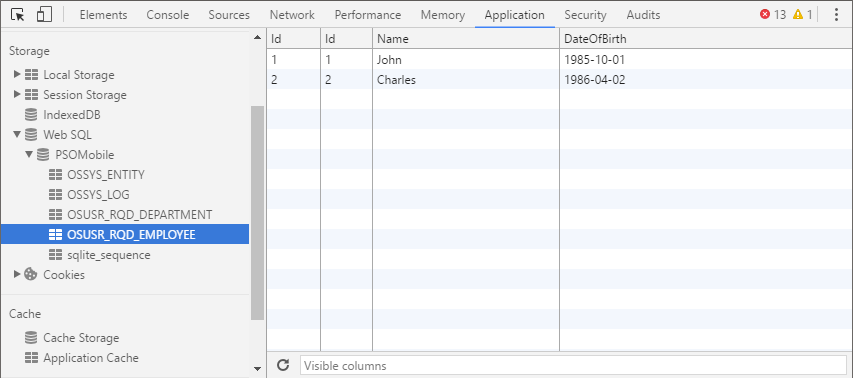 Elements Console Sources Network Performance Memory Application Security Audits 13 1
Storage
Local Storage
Session Storage
IndexedDB
Web SQL
PSOMobile
OSSYS_ENTITY
OSSYS_LOG
OSUSR_RQD_DEPARTMENT
OSUSR_RQD_EMPLOYEE
sqlite_sequence
Cookies
Cache
Cache Storage
Application Cache
Id Id Name DateOfBirth
1 1 John 1985-10-01
2 2 Charles 1986-04-02
Visible columns